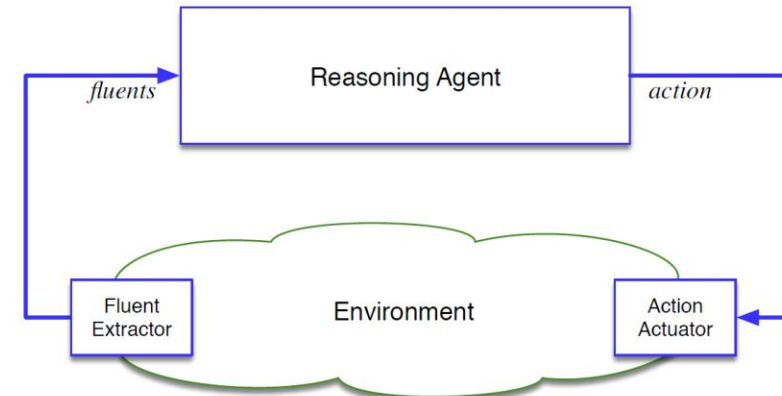 Reasoning Agent
fluents
action
Fluent
Extractor
Environment
Action
Actuator